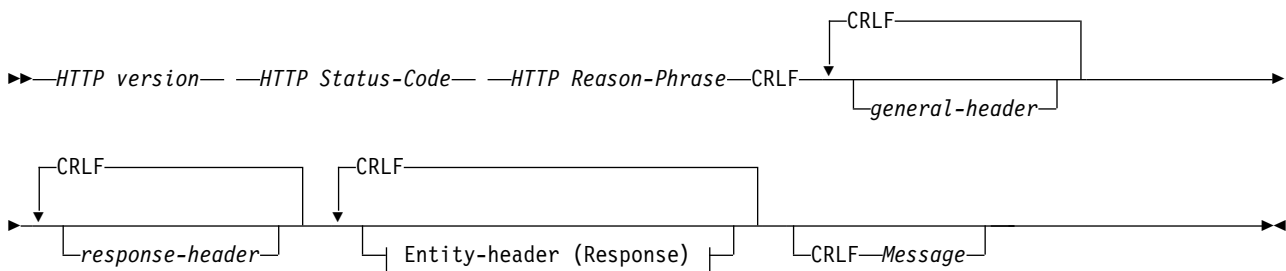 CRLF
HTTP version HTTP Status-Code HTTP Reason-Phrase CRLF
general-header
CRLF CRLF
response-header Entity-header (Response) CRLF Message